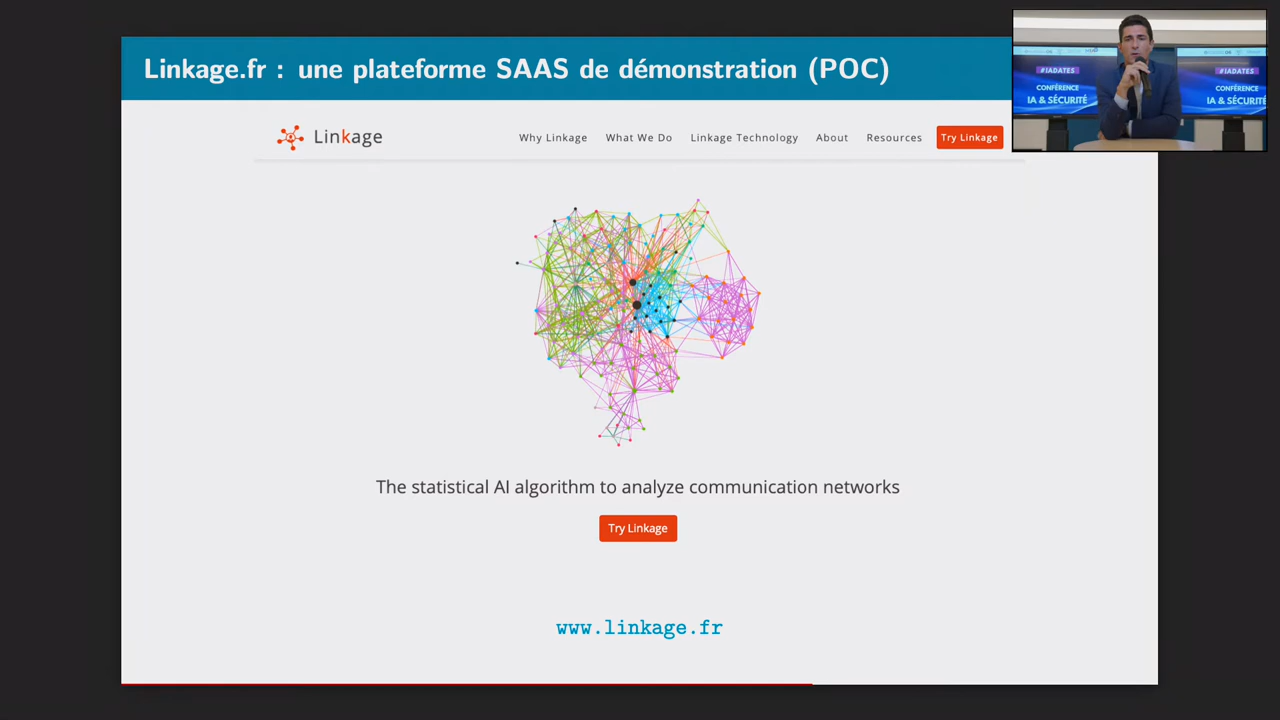 Linkage.fr : une plateforme SAAS de démonstration (POC)
Linkage
Why Linkage
What We Do
Linkage Technology
About
Resources
Try Linkage
The statistical AI algorithm to analyze communication networks
Try Linkage
www.linkage.fr
#IADATES
CONFÉRENCE
IA & SÉCURITÉ
#IADATES
CONFÉRENCE
IA & SÉCURITÉ